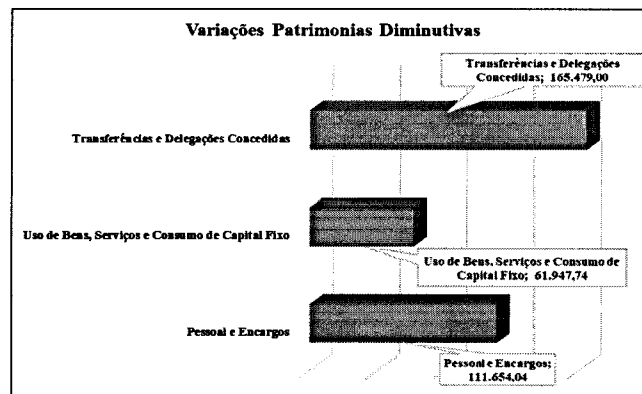 Variações Patrimonias Diminutivas
Transferências e Delegações
Concedidas; 165.479,00
Transferências e Delegações Concedidas
Uso de Bens, Serviços e Consumo de Capital Fixo
Uso de Bens, Serviços e Consumo de
Capital Fixo; 61.947,74
Pessoal e Encargos
Pessoal e Encargos;
111.654,04